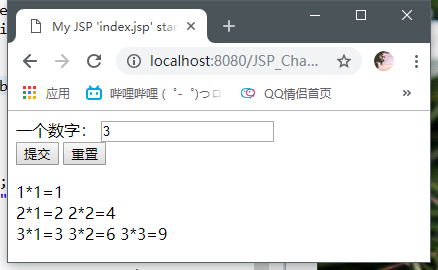 My JSP 'index.jsp' star
localhost:8080/JSP_Cha...
应用 哔哩哔哩 ( ゜- ゜)つロ QQ情侣首页 »
一个数字： 3
提交 重置
1*1=1
2*1=2 2*2=4
3*1=3 3*2=6 3*3=9